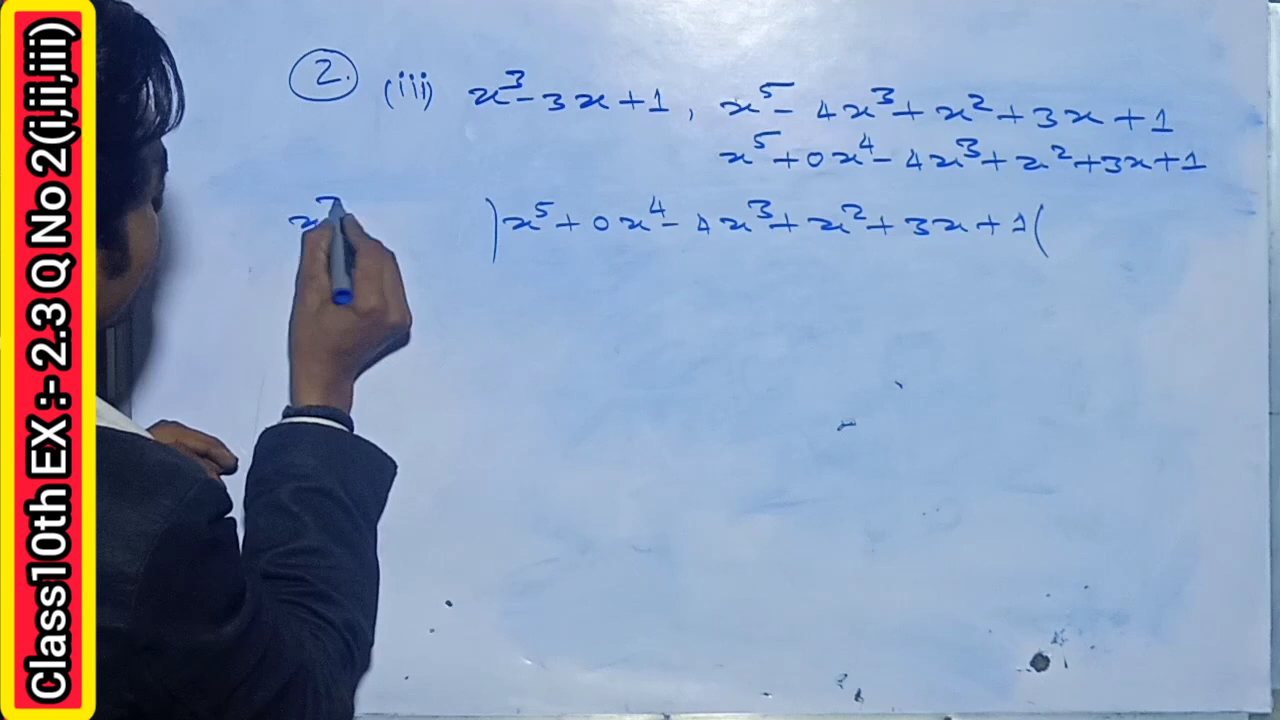 Class10th EX :- 2.3 Q No 2(i,ii,iii)
2. (iii) x³ - 3x + 1 , x⁵ - 4x³ + x² + 3x + 1
x⁵ + 0x⁴ - 4x³ + x² + 3x + 1
)x⁵ + 0x⁴ - 4x³ + x² + 3x + 1(